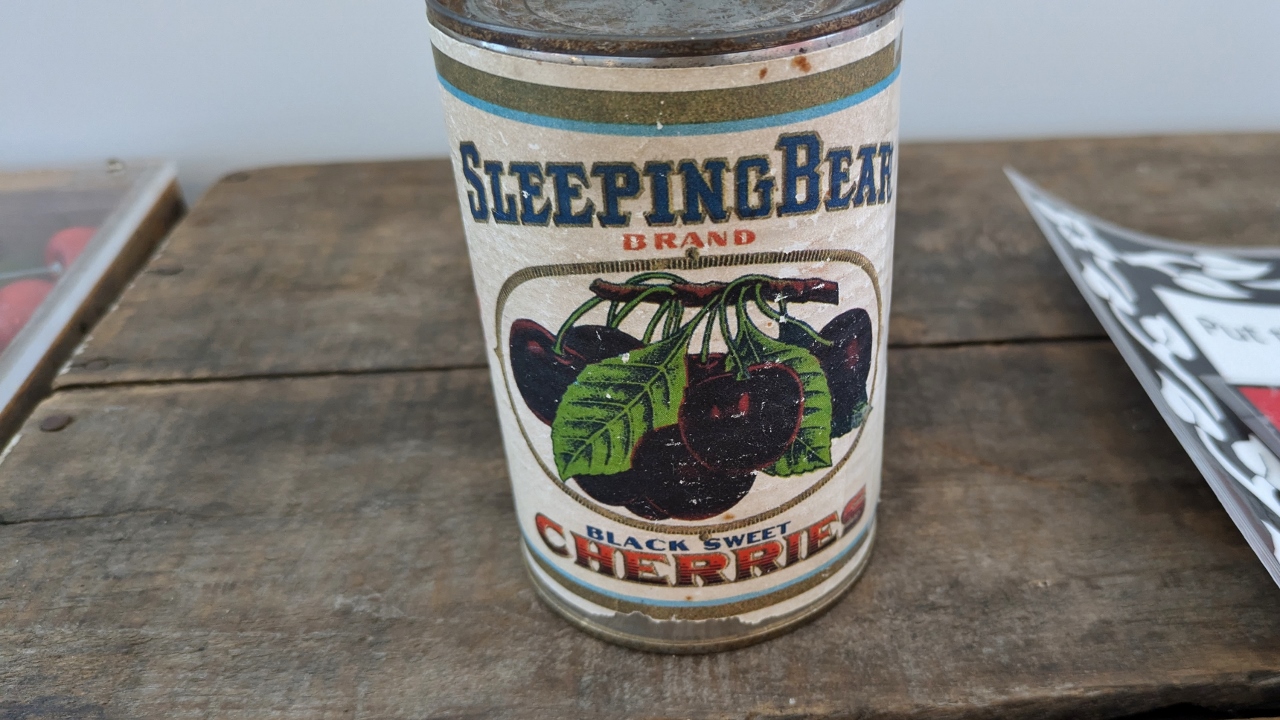 SLEEPING BEAR
BRAND
BLACK SWEET
CHERRIES